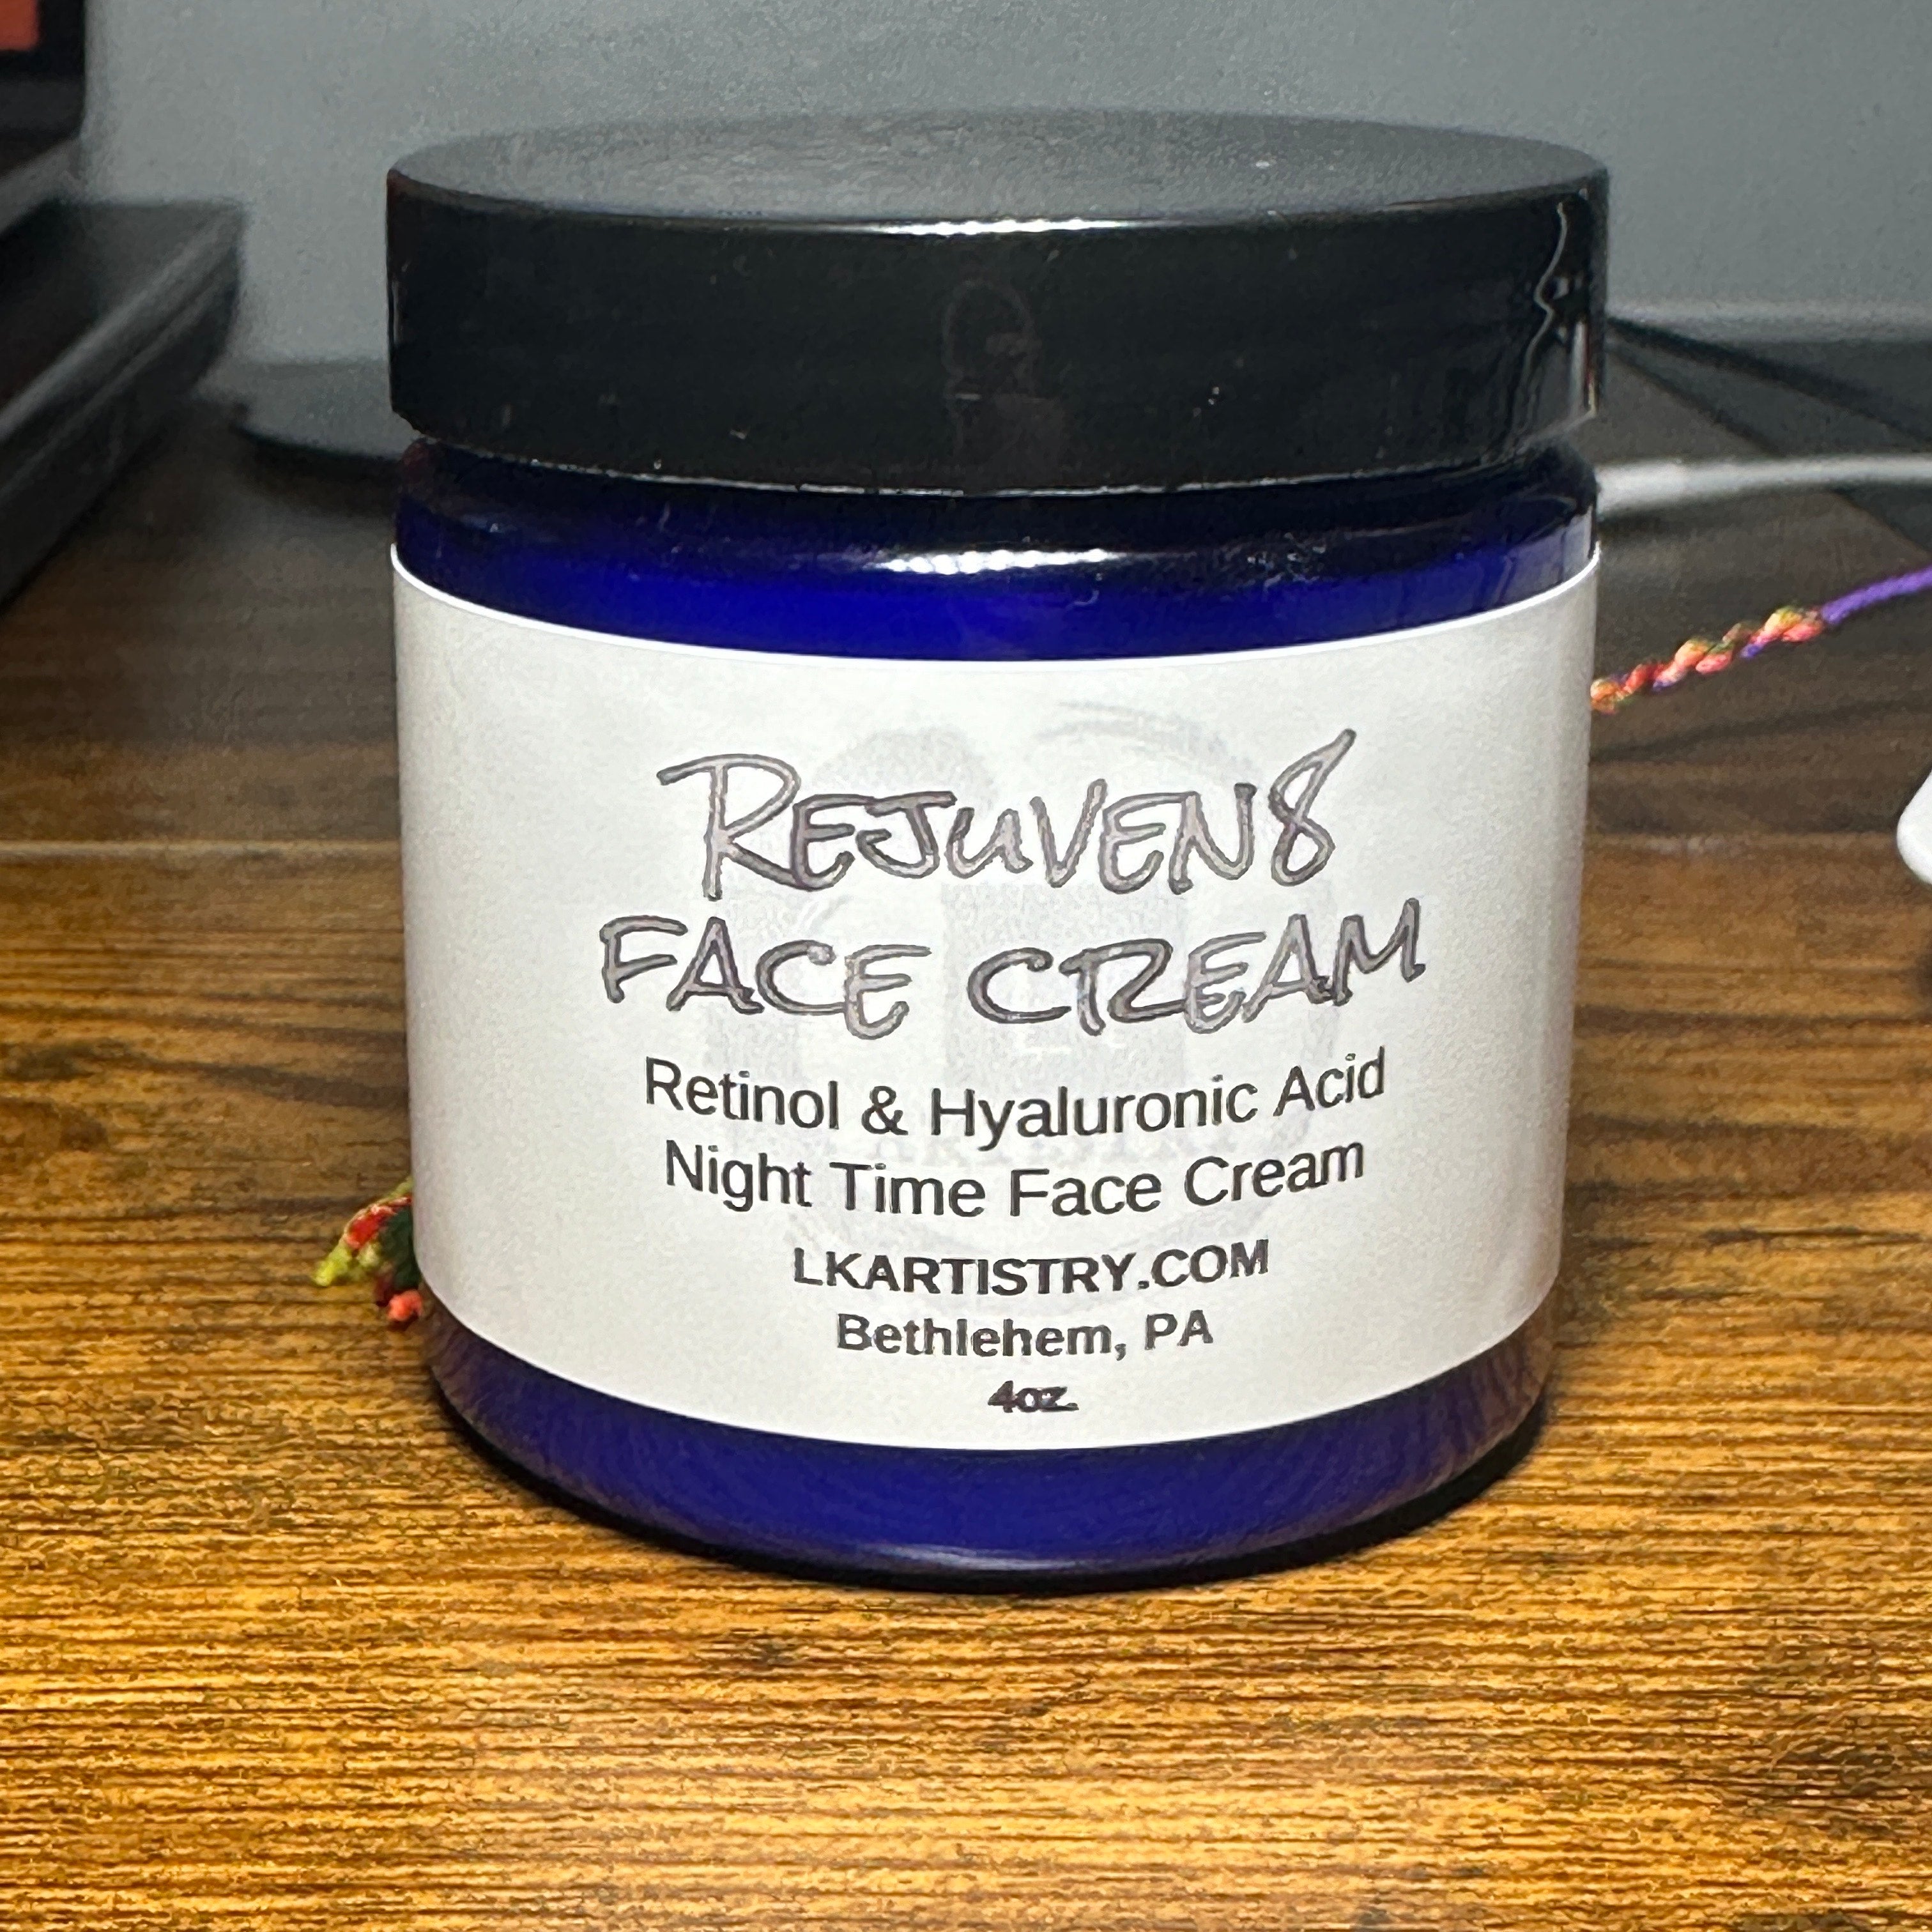 REJUVEN8
FACE CREAM
Retinol & Hyaluronic Acid
Night Time Face Cream
LKARTISTRY.COM
Bethlehem, PA
4oz.